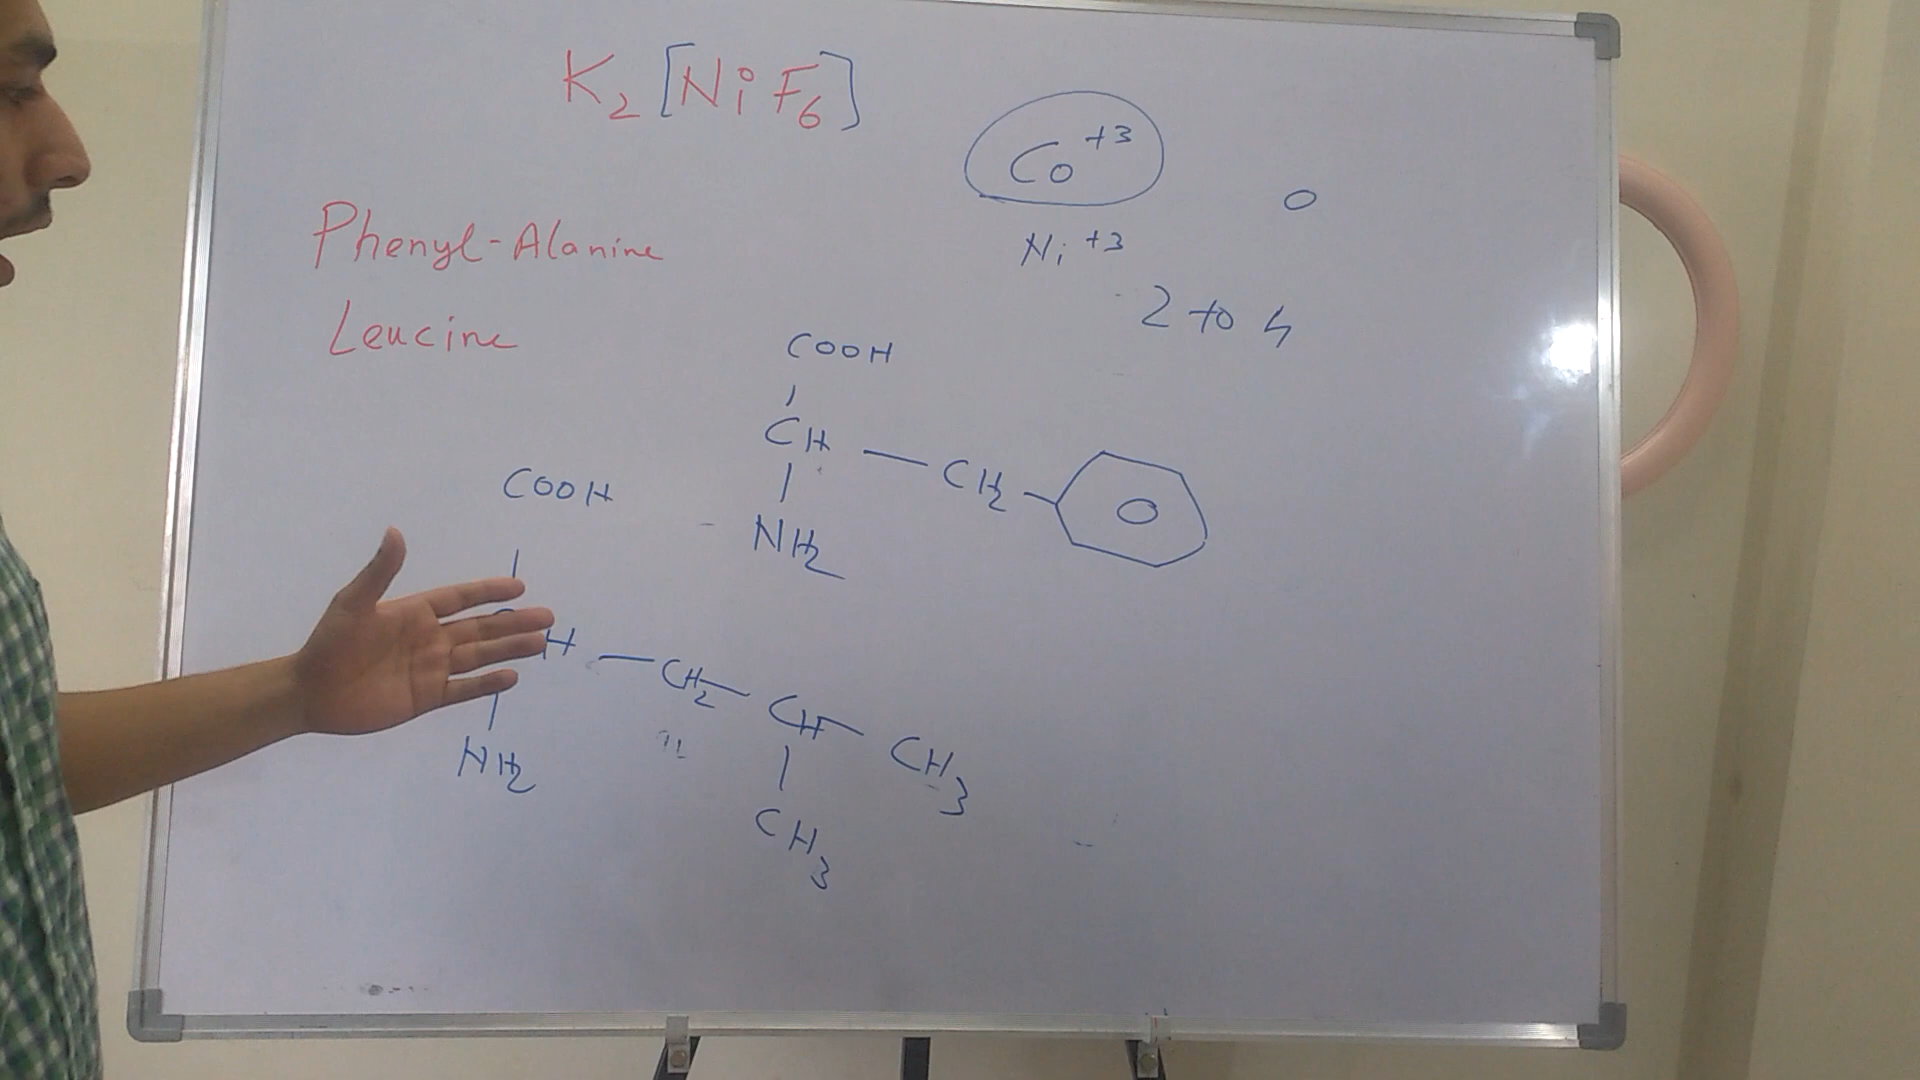 K2[NiF6]
Co+3
Ni+3
2 to 4
Phenyl-Alanine
Leucine
COOH
CH — CH2
NH2
COOH
H — CH2 — CH — CH3
NH2
CH3